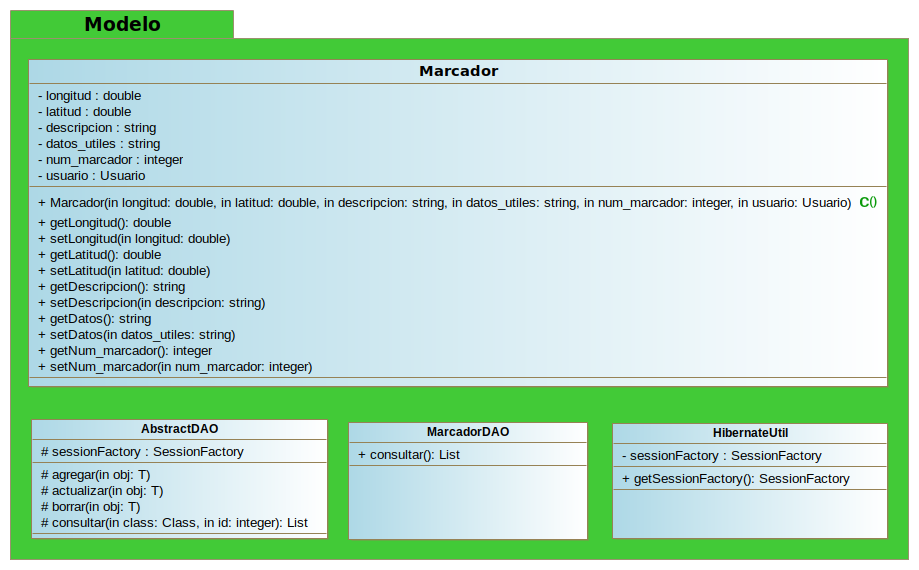 Modelo
Marcador
- longitud : double
- latitud : double
- descripcion : string
- datos_utiles : string
- num_marcador : integer
- usuario : Usuario
+ Marcador(in longitud: double, in latitud: double, in descripcion: string, in datos_utiles: string, in num_marcador: integer, in usuario: Usuario) C()
+ getLongitud(): double
+ setLongitud(in longitud: double)
+ getLatitud(): double
+ setLatitud(in latitud: double)
+ getDescripcion(): string
+ setDescripcion(in descripcion: string)
+ getDatos(): string
+ setDatos(in datos_utiles: string)
+ getNum_marcador(): integer
+ setNum_marcador(in num_marcador: integer)
AbstractDAO
# sessionFactory : SessionFactory
# agregar(in obj: T)
# actualizar(in obj: T)
# borrar(in obj: T)
# consultar(in class: Class, in id: integer): List
MarcadorDAO
+ consultar(): List
HibernateUtil
- sessionFactory : SessionFactory
+ getSessionFactory(): SessionFactory